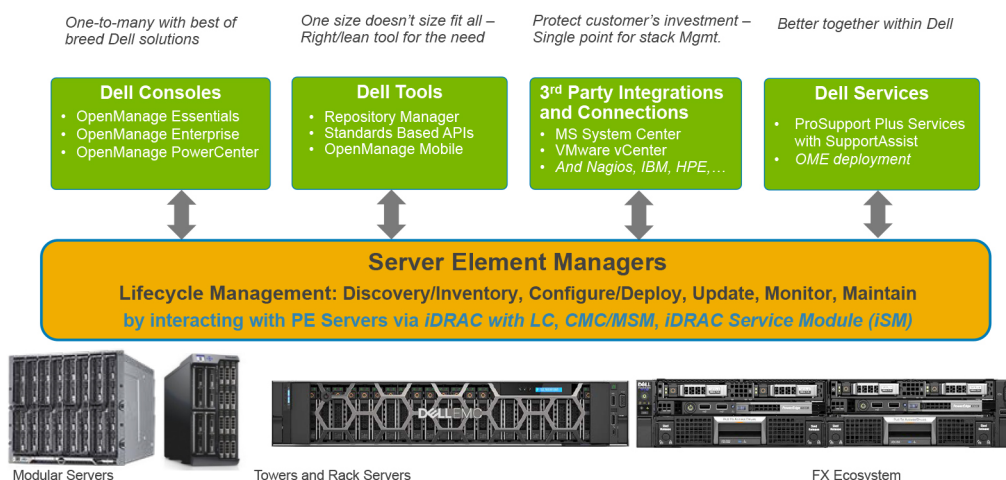 One-to-many with best of
breed Dell solutions
One size doesn't size fit all –
Right/lean tool for the need
Protect customer's investment –
Single point for stack Mgmt.
Better together within Dell
Dell Consoles
• OpenManage Essentials
• OpenManage Enterprise
• OpenManage PowerCenter
Dell Tools
• Repository Manager
• Standards Based APIs
• OpenManage Mobile
3rd Party Integrations
and Connections
• MS System Center
• VMware vCenter
• And Nagios, IBM, HPE,…
Dell Services
• ProSupport Plus Services
with SupportAssist
• OME deployment
Server Element Managers
Lifecycle Management: Discovery/Inventory, Configure/Deploy, Update, Monitor, Maintain
by interacting with PE Servers via iDRAC with LC, CMC/MSM, iDRAC Service Module (iSM)
DELLEMC
DELL
Modular Servers
Towers and Rack Servers
FX Ecosystem